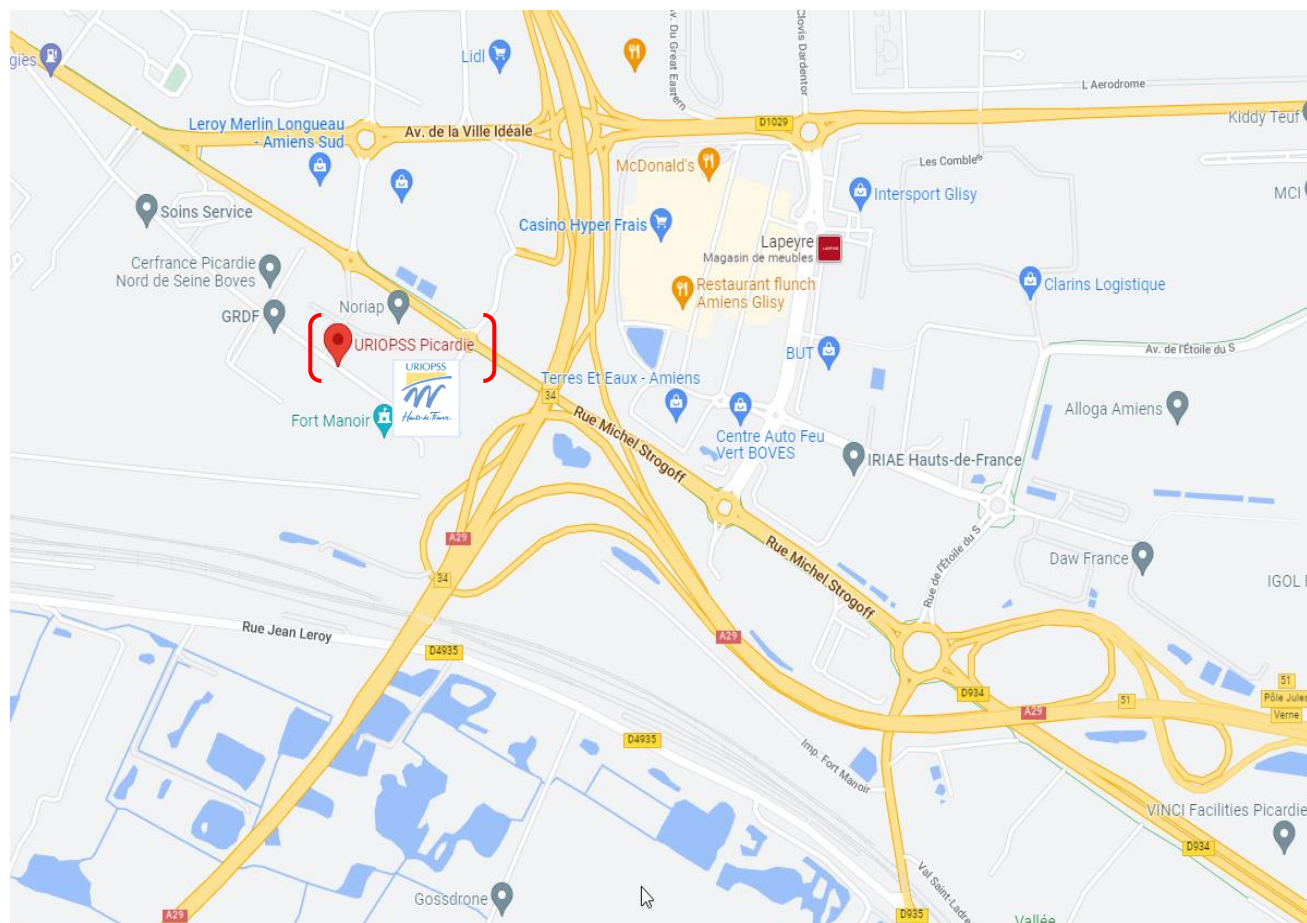 gies
Lidl
Av. Du Great Eastern
Clovis Dardentor
L Aerodrome
Leroy Merlin Longueau
- Amiens Sud
Av. de la Ville Idéale
D1029
Kiddy Teuf
McDonald's
Les Combles
Intersport Glisy
MCI
Soins Service
Casino Hyper Frais
Lapeyre
Magasin de meubles
Cerfrance Picardie
Nord de Seine Boves
Restaurant flunch
Amiens Glisy
Clarins Logistique
GRDF
Noriap
URIOPSS Picardie
URIOPSS
Hauts-de-France
BUT
Av. de l'Étoile du S
Terres Et Eaux - Amiens
34
Fort Manoir
Rue Michel Strogoff
Centre Auto Feu
Vert BOVES
Alloga Amiens
IRIAE Hauts-de-France
A29
34
Rue Michel Strogoff
Rue de l'Étoile du S
Daw France
IGOL
Rue Jean Leroy
D4935
A29
D934
51
51
Pôle Jules
Verne
A29
D4935
Imp. Fort Manoir
VINCI Facilities Picardie
D934
Val Saint-Ladre
Gossdrone
A29
D935
Vallée